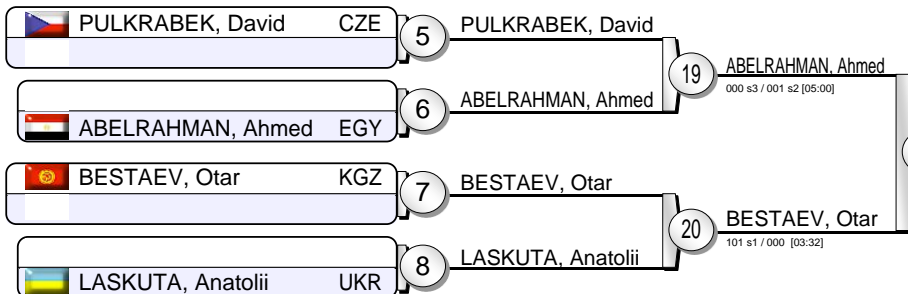 PULKRABEK, David CZE
5
PULKRABEK, David
19
ABELRAHMAN, Ahmed
000 s3 / 001 s2 [05:00]
6
ABELRAHMAN, Ahmed
ABELRAHMAN, Ahmed EGY
BESTAEV, Otar KGZ
7
BESTAEV, Otar
20
BESTAEV, Otar
101 s1 / 000 [03:32]
8
LASKUTA, Anatolii
LASKUTA, Anatolii UKR